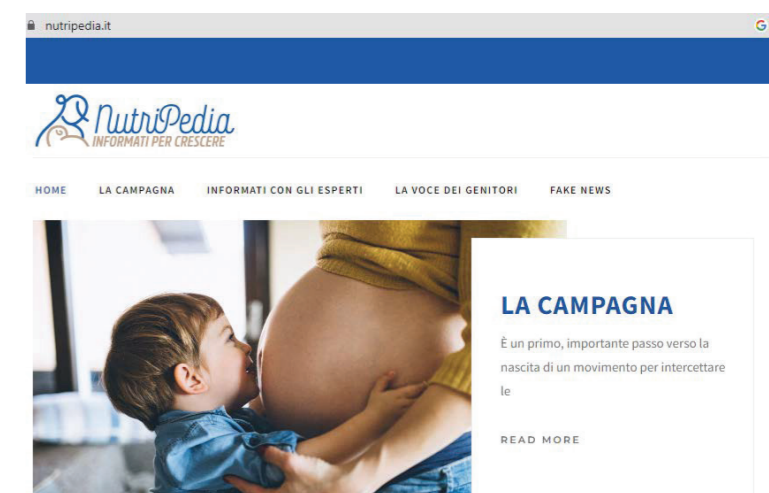 nutripedia.it
NutriPedia
INFORMATI PER CRESCERE
HOME LA CAMPAGNA INFORMATI CON GLI ESPERTI LA VOCE DEI GENITORI FAKE NEWS
LA CAMPAGNA
È un primo, importante passo verso la
nascita di un movimento per intercettare
le
READ MORE